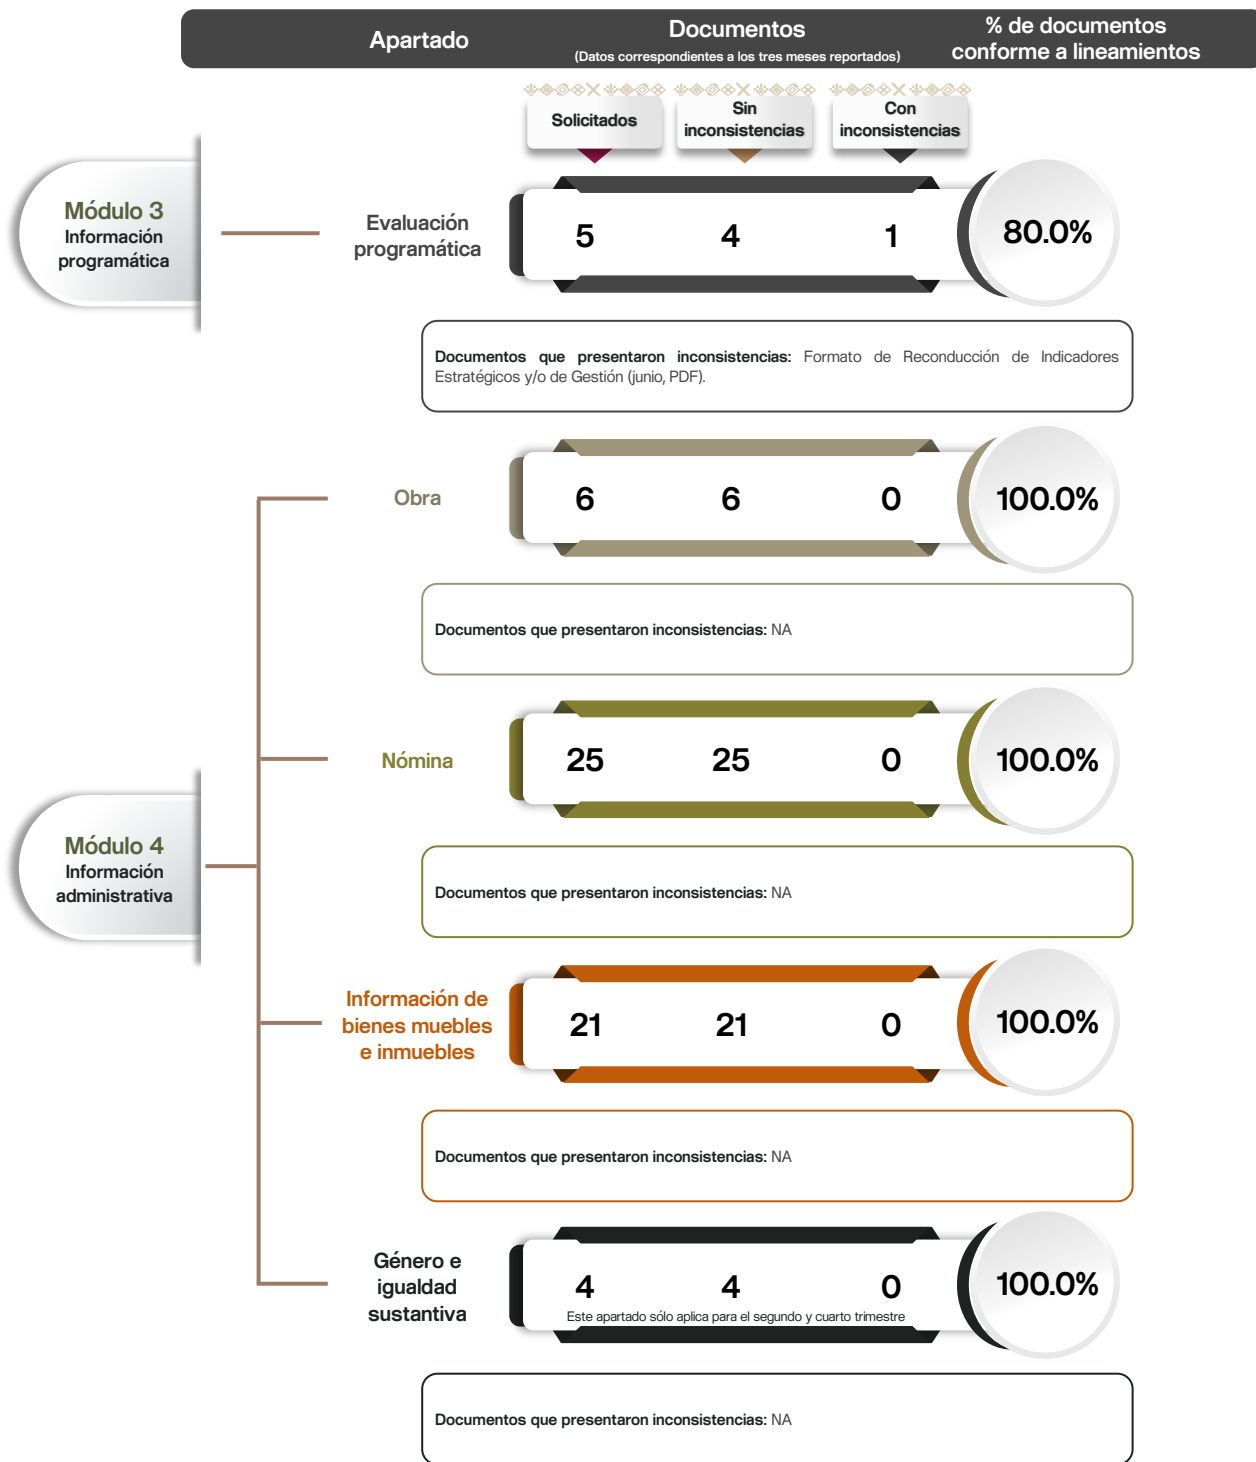 Apartado
Documentos
(Datos correspondientes a los tres meses reportados)
% de documentos
conforme a lineamientos
Solicitados
Sin
inconsistencias
Con
inconsistencias
Módulo 3
Información
programática
Evaluación
programática
5 4 1 80.0%
Documentos que presentaron inconsistencias: Formato de Reconducción de Indicadores
Estratégicos y/o de Gestión (junio, PDF).
Obra
6 6 0 100.0%
Documentos que presentaron inconsistencias: NA
Nómina
25 25 0 100.0%
Módulo 4
Información
administrativa
Documentos que presentaron inconsistencias: NA
Información de
bienes muebles
e inmuebles
21 21 0 100.0%
Documentos que presentaron inconsistencias: NA
Género e
igualdad
sustantiva
4 4 0 100.0%
Este apartado sólo aplica para el segundo y cuarto trimestre
Documentos que presentaron inconsistencias: NA